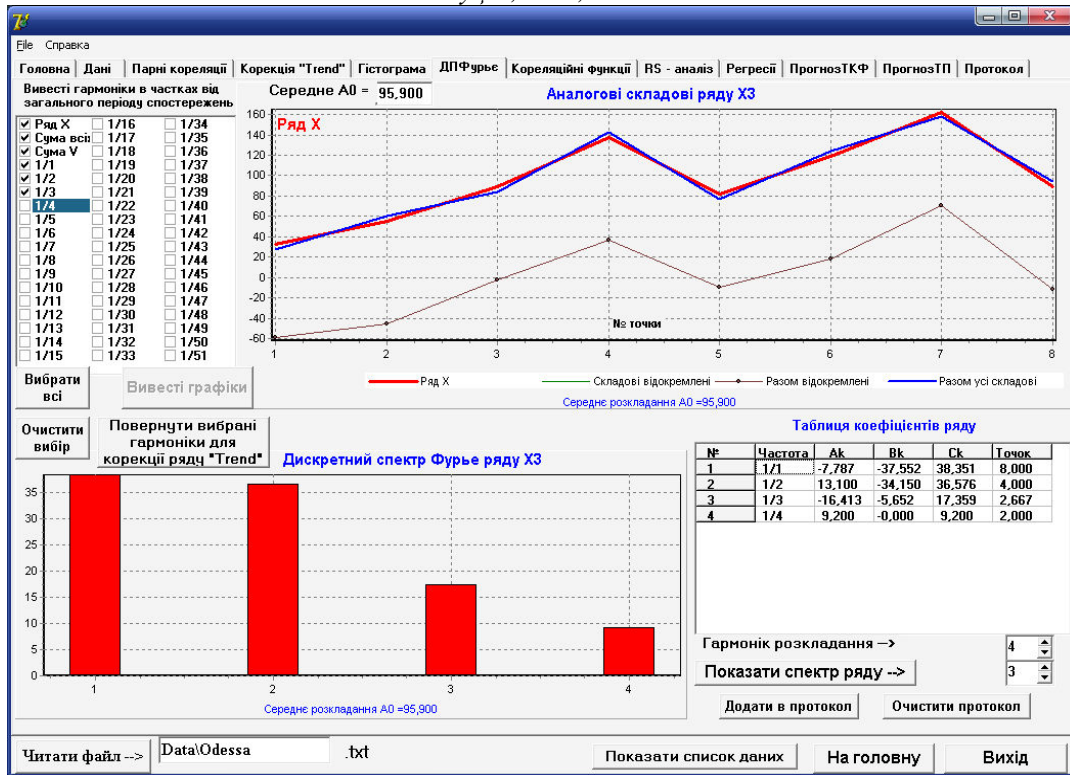 File Справка
Головна Дані Парні кореляції Корекція "Trend" Гістограма ДПФурье Кореляційні функції RS - аналіз Регресії ПрогнозТКФ ПрогнозТП Протокол
Вивесті гармоніки в частках від
загального періоду спостережень
Середне A0 = 95,900
Аналогові складові ряду X3
Ряд X 1/16 1/34
Сума всіх 1/17 1/35
Сума V 1/18 1/36
1/1 1/19 1/37
1/2 1/20 1/38
1/3 1/21 1/39
1/4 1/22 1/40
1/5 1/23 1/41
1/6 1/24 1/42
1/7 1/25 1/43
1/8 1/26 1/44
1/9 1/27 1/45
1/10 1/28 1/46
1/11 1/29 1/47
1/12 1/30 1/48
1/13 1/31 1/49
1/14 1/32 1/50
1/15 1/33 1/51
Ряд X
160
140
120
100
80
60
40
20
0
-20
-40
-60
№ точки
1 2 3 4 5 6 7 8
Ряд X Складові відокремлені Разом відокремлені Разом усі складові
Середнє розкладання A0 =95,900
Вибрати
всі
Вивесті графіки
Очистити
вибір
Повернути вибрані
гармоніки для
корекції ряду "Trend"
Дискретний спектр Фурье ряду X3
35
30
25
20
15
10
5
0
1 2 3 4
Середнє розкладання A0 =95,900
Таблиця коефіцієнтів ряду
№ Частота Ak Bk Ck Точок
1 1/1 -7,787 -37,552 38,351 8,000
2 1/2 13,100 -34,150 36,576 4,000
3 1/3 -16,413 -5,652 17,359 2,667
4 1/4 9,200 -0,000 9,200 2,000
Гармонік розкладання --> 4
Показати спектр ряду --> 3
Додати в протокол Очистити протокол
Читати файл --> Data\Odessa .txt Показати список даних На головну Вихід